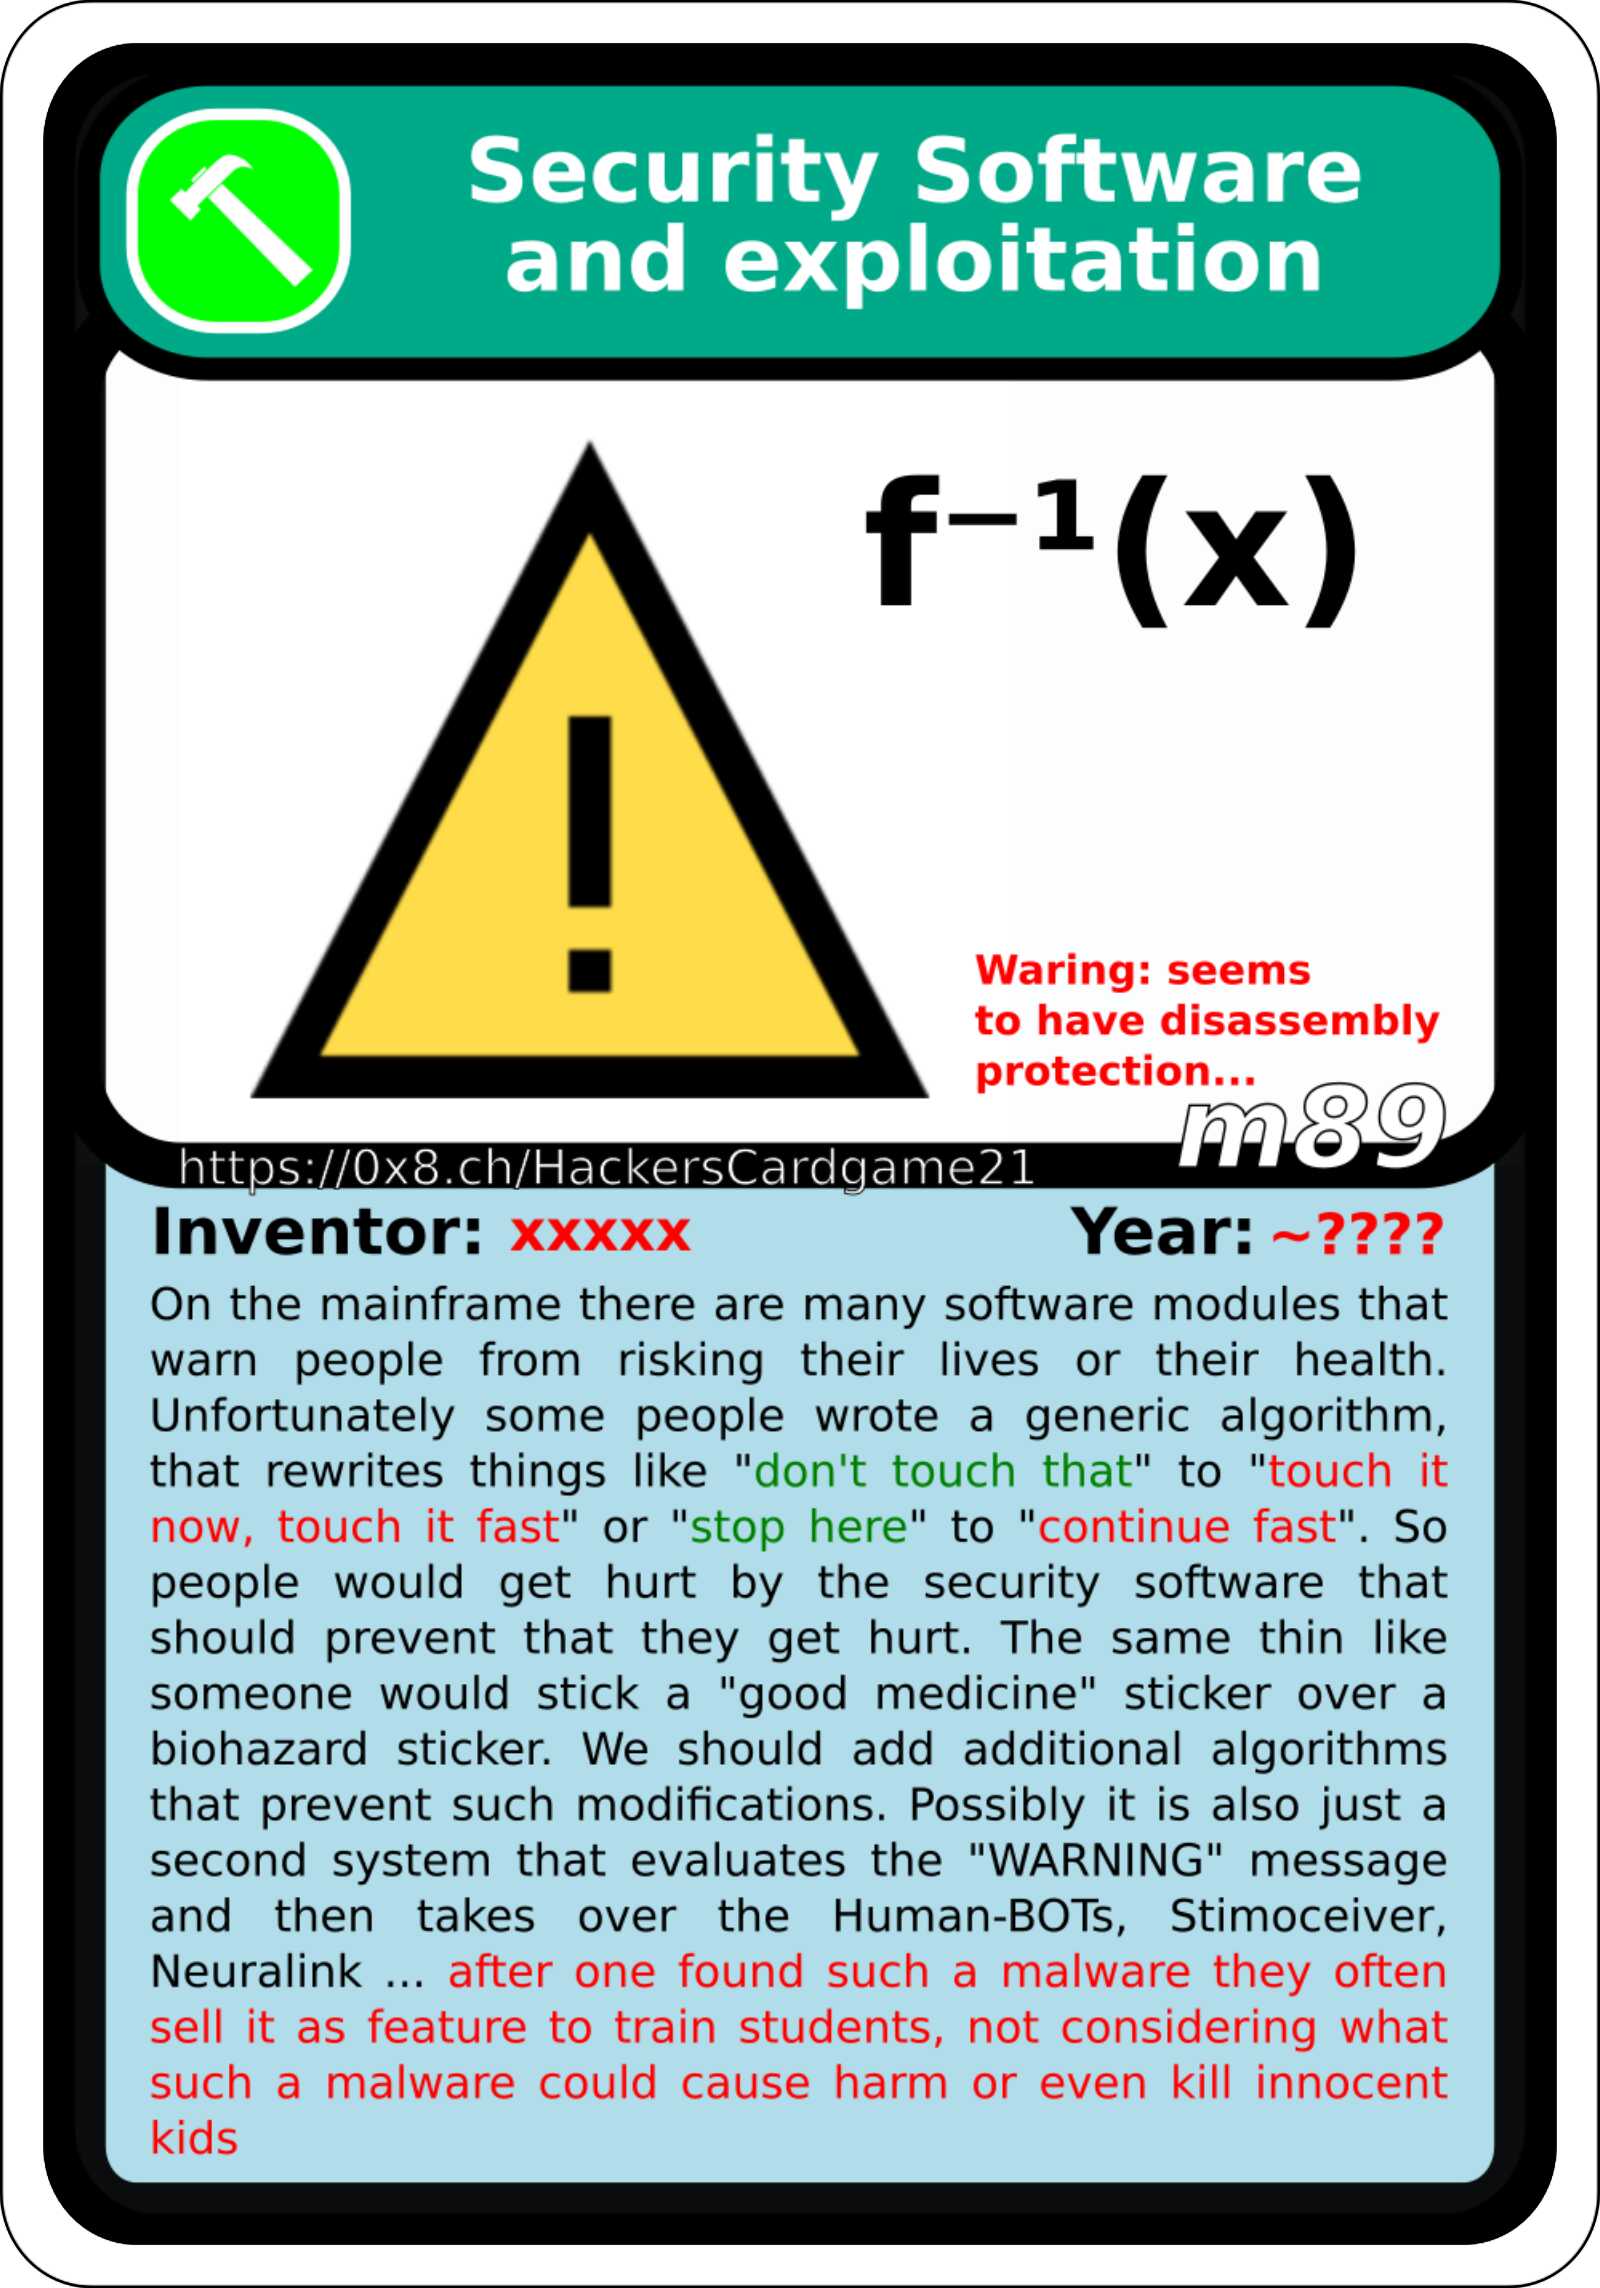 Security Software
and exploitation
f⁻¹(x)
Waring: seems
to have disassembly
protection...
m89
https://0x8.ch/HackersCardgame21
Inventor: xxxxx Year: ~????
On the mainframe there are many software modules that
warn people from risking their lives or their health.
Unfortunately some people wrote a generic algorithm,
that rewrites things like "don't touch that" to "touch it
now, touch it fast" or "stop here" to "continue fast". So
people would get hurt by the security software that
should prevent that they get hurt. The same thin like
someone would stick a "good medicine" sticker over a
biohazard sticker. We should add additional algorithms
that prevent such modifications. Possibly it is also just a
second system that evaluates the "WARNING" message
and then takes over the Human-BOTs, Stimoceiver,
Neuralink ... after one found such a malware they often
sell it as feature to train students, not considering what
such a malware could cause harm or even kill innocent
kids